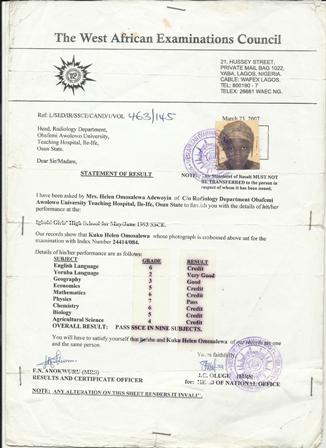 The West African Examinations Council
21, HUSSEY STREET,
PRIVATE MAIL BAG 1022,
YABA, LAGOS, NIGERIA.
CABLE: WAFEX LAGOS.
TEL: 800190 - 7
TELEX: 26661 WAEC NG.
Ref: L/SED/IR/SSCE/CAND/1/VOL 463/145
March 23, 2007
Head, Radiology Department,
Obafemi Awolowo University,
Teaching Hospital, Ile-Ife,
Osun State
Dear Sir/Madam,
STATEMENT OF RESULT
Statement of Result MUST NOT
BE TRANSFERRED to the person in
respect of whom it has been issued.
I have been asked by Mrs. Helen Omosalewa Adewoyin of C/o Radiology Department Obafemi
Awolowo University Teaching Hospital, Ile-Ife, Osun State to furnish you with the details of his/her
performance at the:
Girls' High School for May/June SSCE.
Our records show that Kuku Helen Omosalewa whose photograph is embossed above sat for the
examination with Index Number 24414/084.
Details of his/her performance are as follows:
SUBJECT GRADE RESULT
English Language 6 Credit
Yoruba Language 2 Very Good
Geography 3 Good
Economics 5 Credit
Mathematics 6 Credit
Physics 7 Pass
Chemistry 6 Credit
Biology 5 Credit
Agricultural Science 4 Credit
OVERALL RESULT: PASS SSCE IN NINE SUBJECTS.
You will have to satisfy yourself that he/she and Kuku Helen Omosalewa of our records are one
and the same person.
Yours faithfully,
F.N. ANOKWURU (MRS)
RESULTS AND CERTIFICATE OFFICER
J.C. (MRS)
for: HEAD OF NATIONAL OFFICE
NOTE: ANY ALTERATION ON THIS SHEET RENDERS IT INVALID